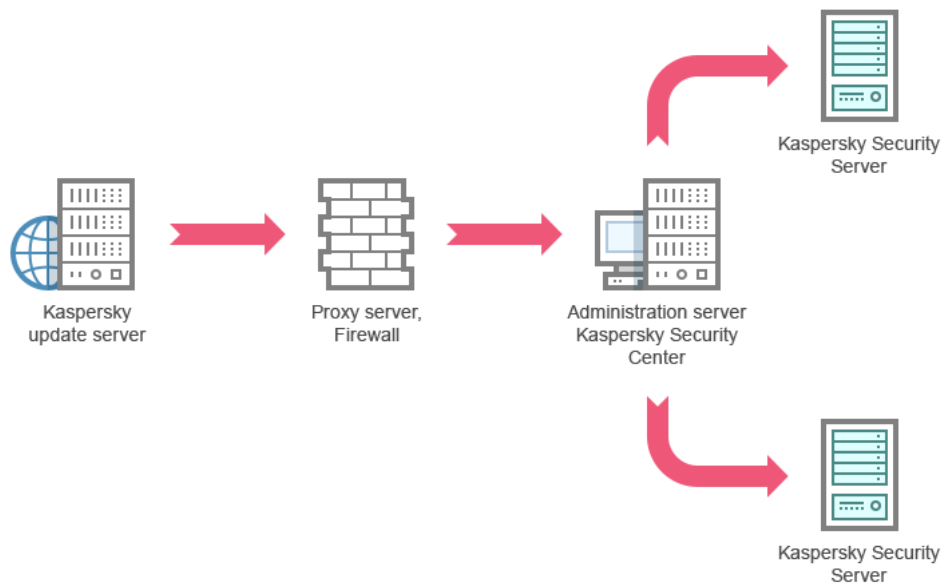 Kaspersky Security
Server
Kaspersky
update server
Proxy server,
Firewall
Administration server
Kaspersky Security
Center
Kaspersky Security
Server